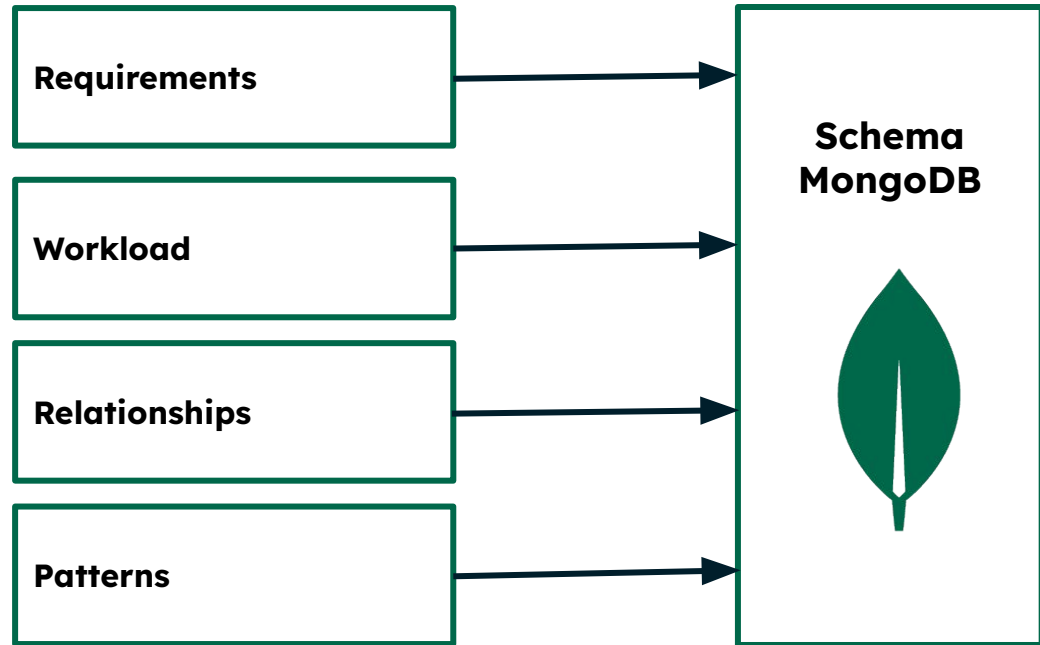 Requirements
Schema
MongoDB
Workload
Relationships
Patterns